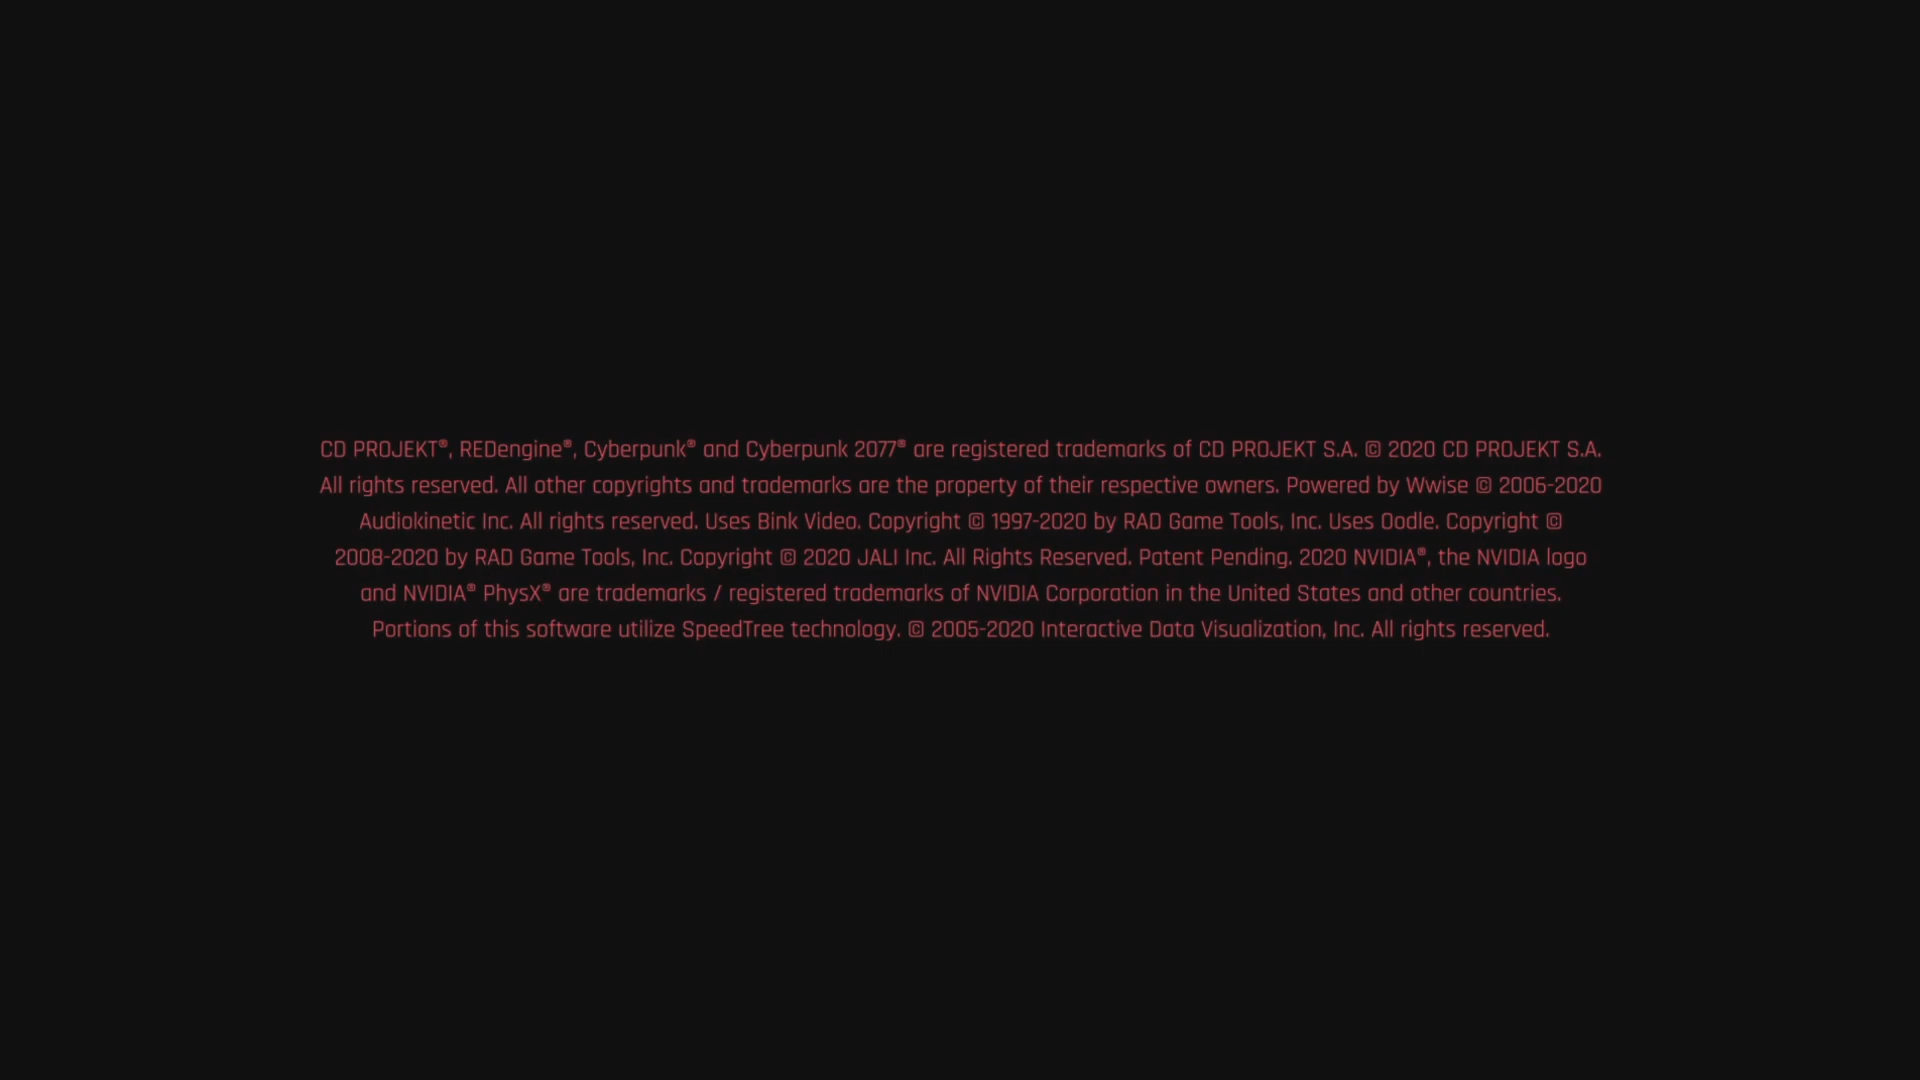 CD PROJEKT®, REDengine®, Cyberpunk® and Cyberpunk 2077® are registered trademarks of CD PROJEKT S.A. © 2020 CD PROJEKT S.A.
All rights reserved. All other copyrights and trademarks are the property of their respective owners. Powered by Wwise © 2006-2020
Audiokinetic Inc. All rights reserved. Uses Bink Video. Copyright © 1997-2020 by RAD Game Tools, Inc. Uses Oodle. Copyright ©
2008-2020 by RAD Game Tools, Inc. Copyright © 2020 JALI Inc. All Rights Reserved. Patent Pending. 2020 NVIDIA®, the NVIDIA logo
and NVIDIA® PhysX® are trademarks / registered trademarks of NVIDIA Corporation in the United States and other countries.
Portions of this software utilize SpeedTree technology. © 2005-2020 Interactive Data Visualization, Inc. All rights reserved.